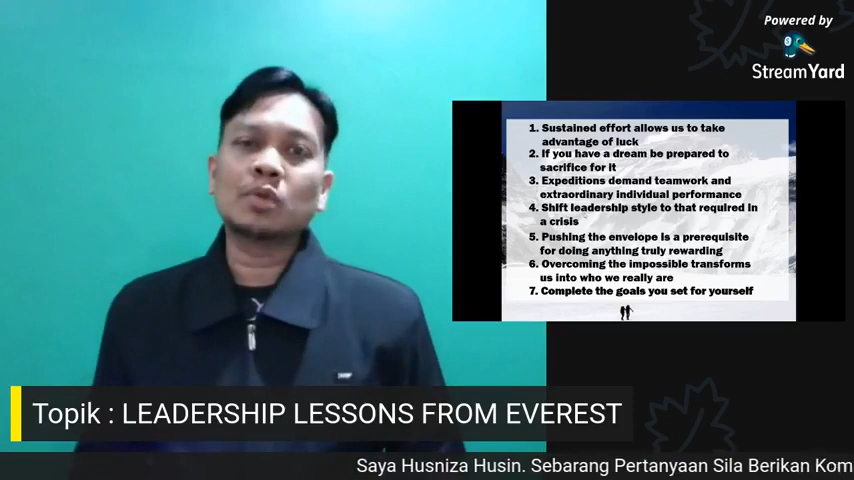 Powered by
StreamYard
1. Sustained effort allows us to take
advantage of luck
2. If you have a dream be prepared to
sacrifice for it
3. Expeditions demand teamwork and
extraordinary individual performance
4. Shift leadership style to that required in
a crisis
5. Pushing the envelope is a prerequisite
for doing anything truly rewarding
6. Overcoming the impossible transforms
us into who we really are
7. Complete the goals you set for yourself
Topik : LEADERSHIP LESSONS FROM EVEREST
Saya Husniza Husin. Sebarang Pertanyaan Sila Berikan Kom